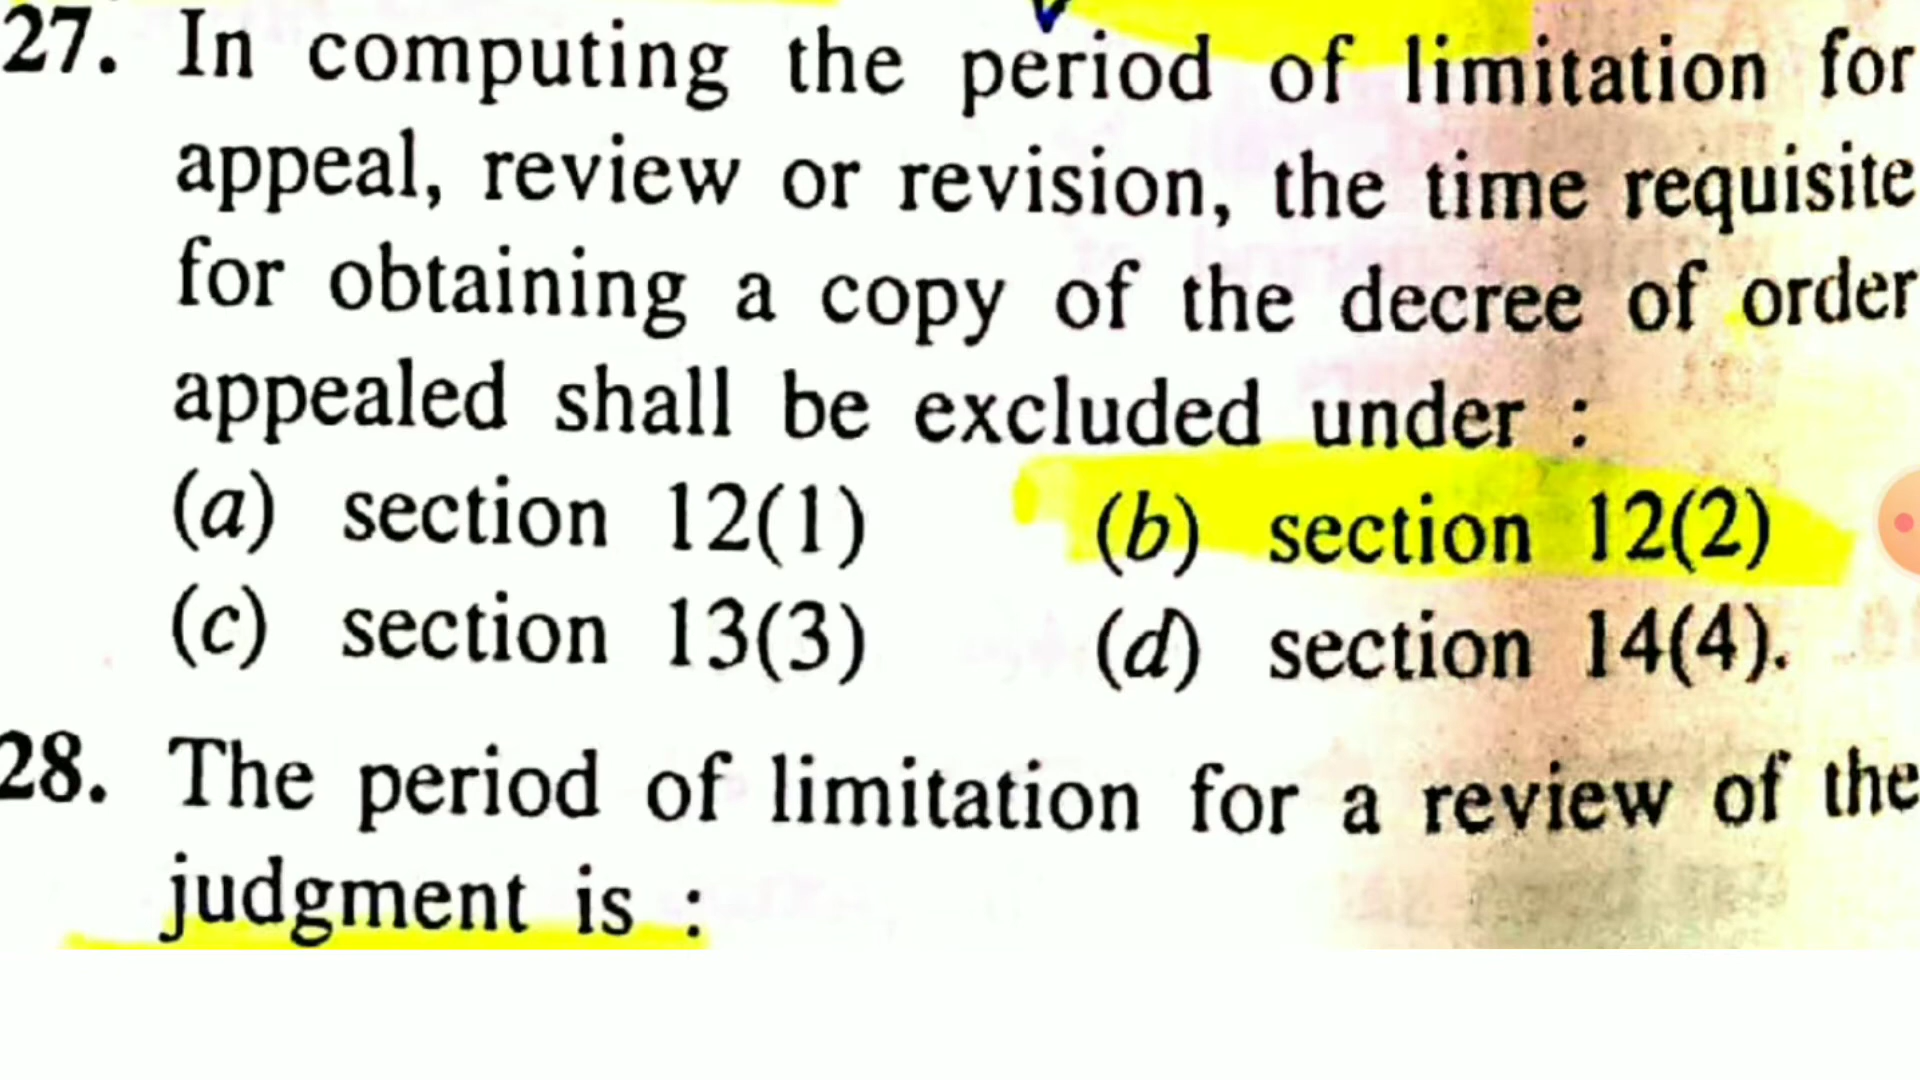 27. In computing the period of limitation for
appeal, review or revision, the time requisite
for obtaining a copy of the decree of order
appealed shall be excluded under :
(a) section 12(1) (b) section 12(2)
(c) section 13(3) (d) section 14(4).
28. The period of limitation for a review of the
judgment is :